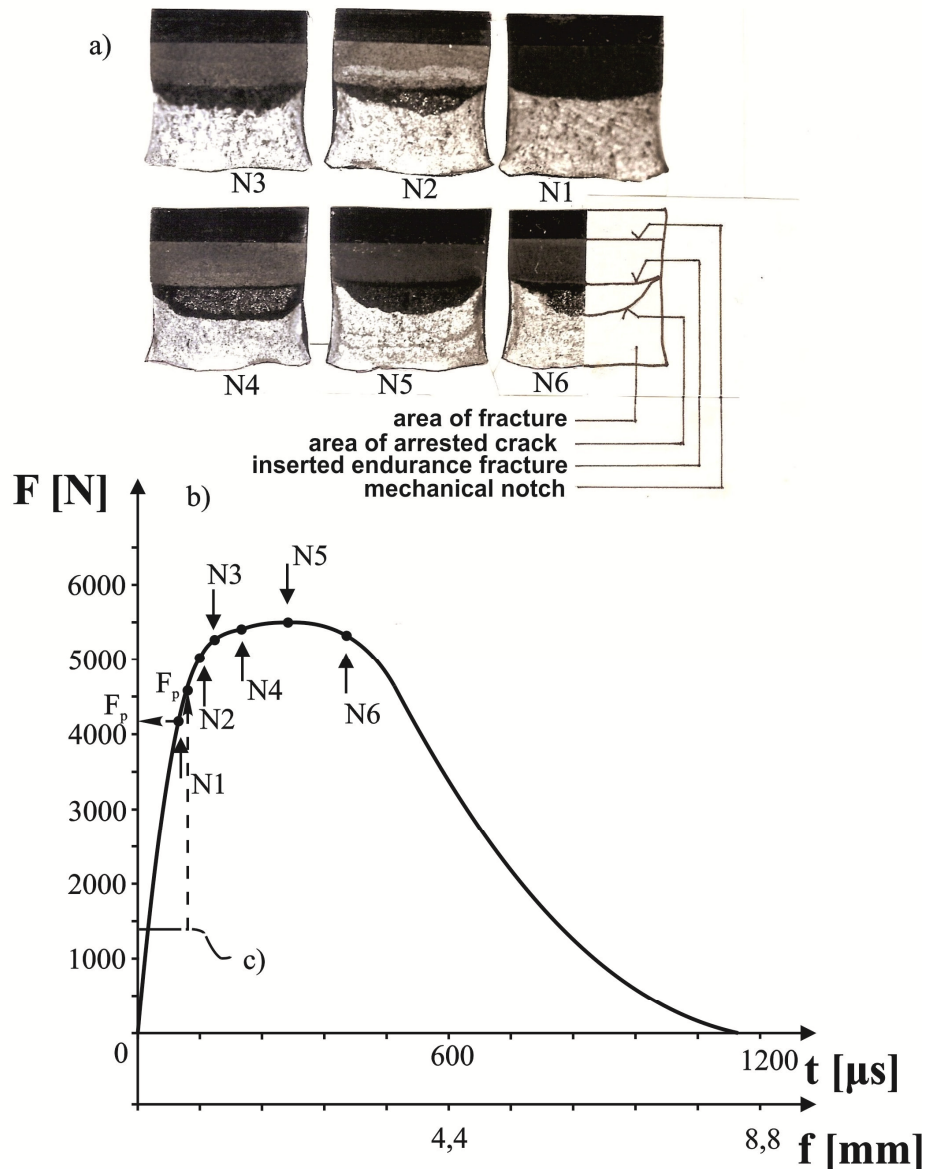 a)
N3 N2 N1
N4 N5 N6
area of fracture
area of arrested crack
inserted endurance fracture
mechanical notch
F [N]
b)
6000
5000
4000
3000
2000
1000
0
N3
N5
N4
N6
N2
N1
Fp
Fp
c)
600
1200
t [μs]
4,4
8,8
f [mm]